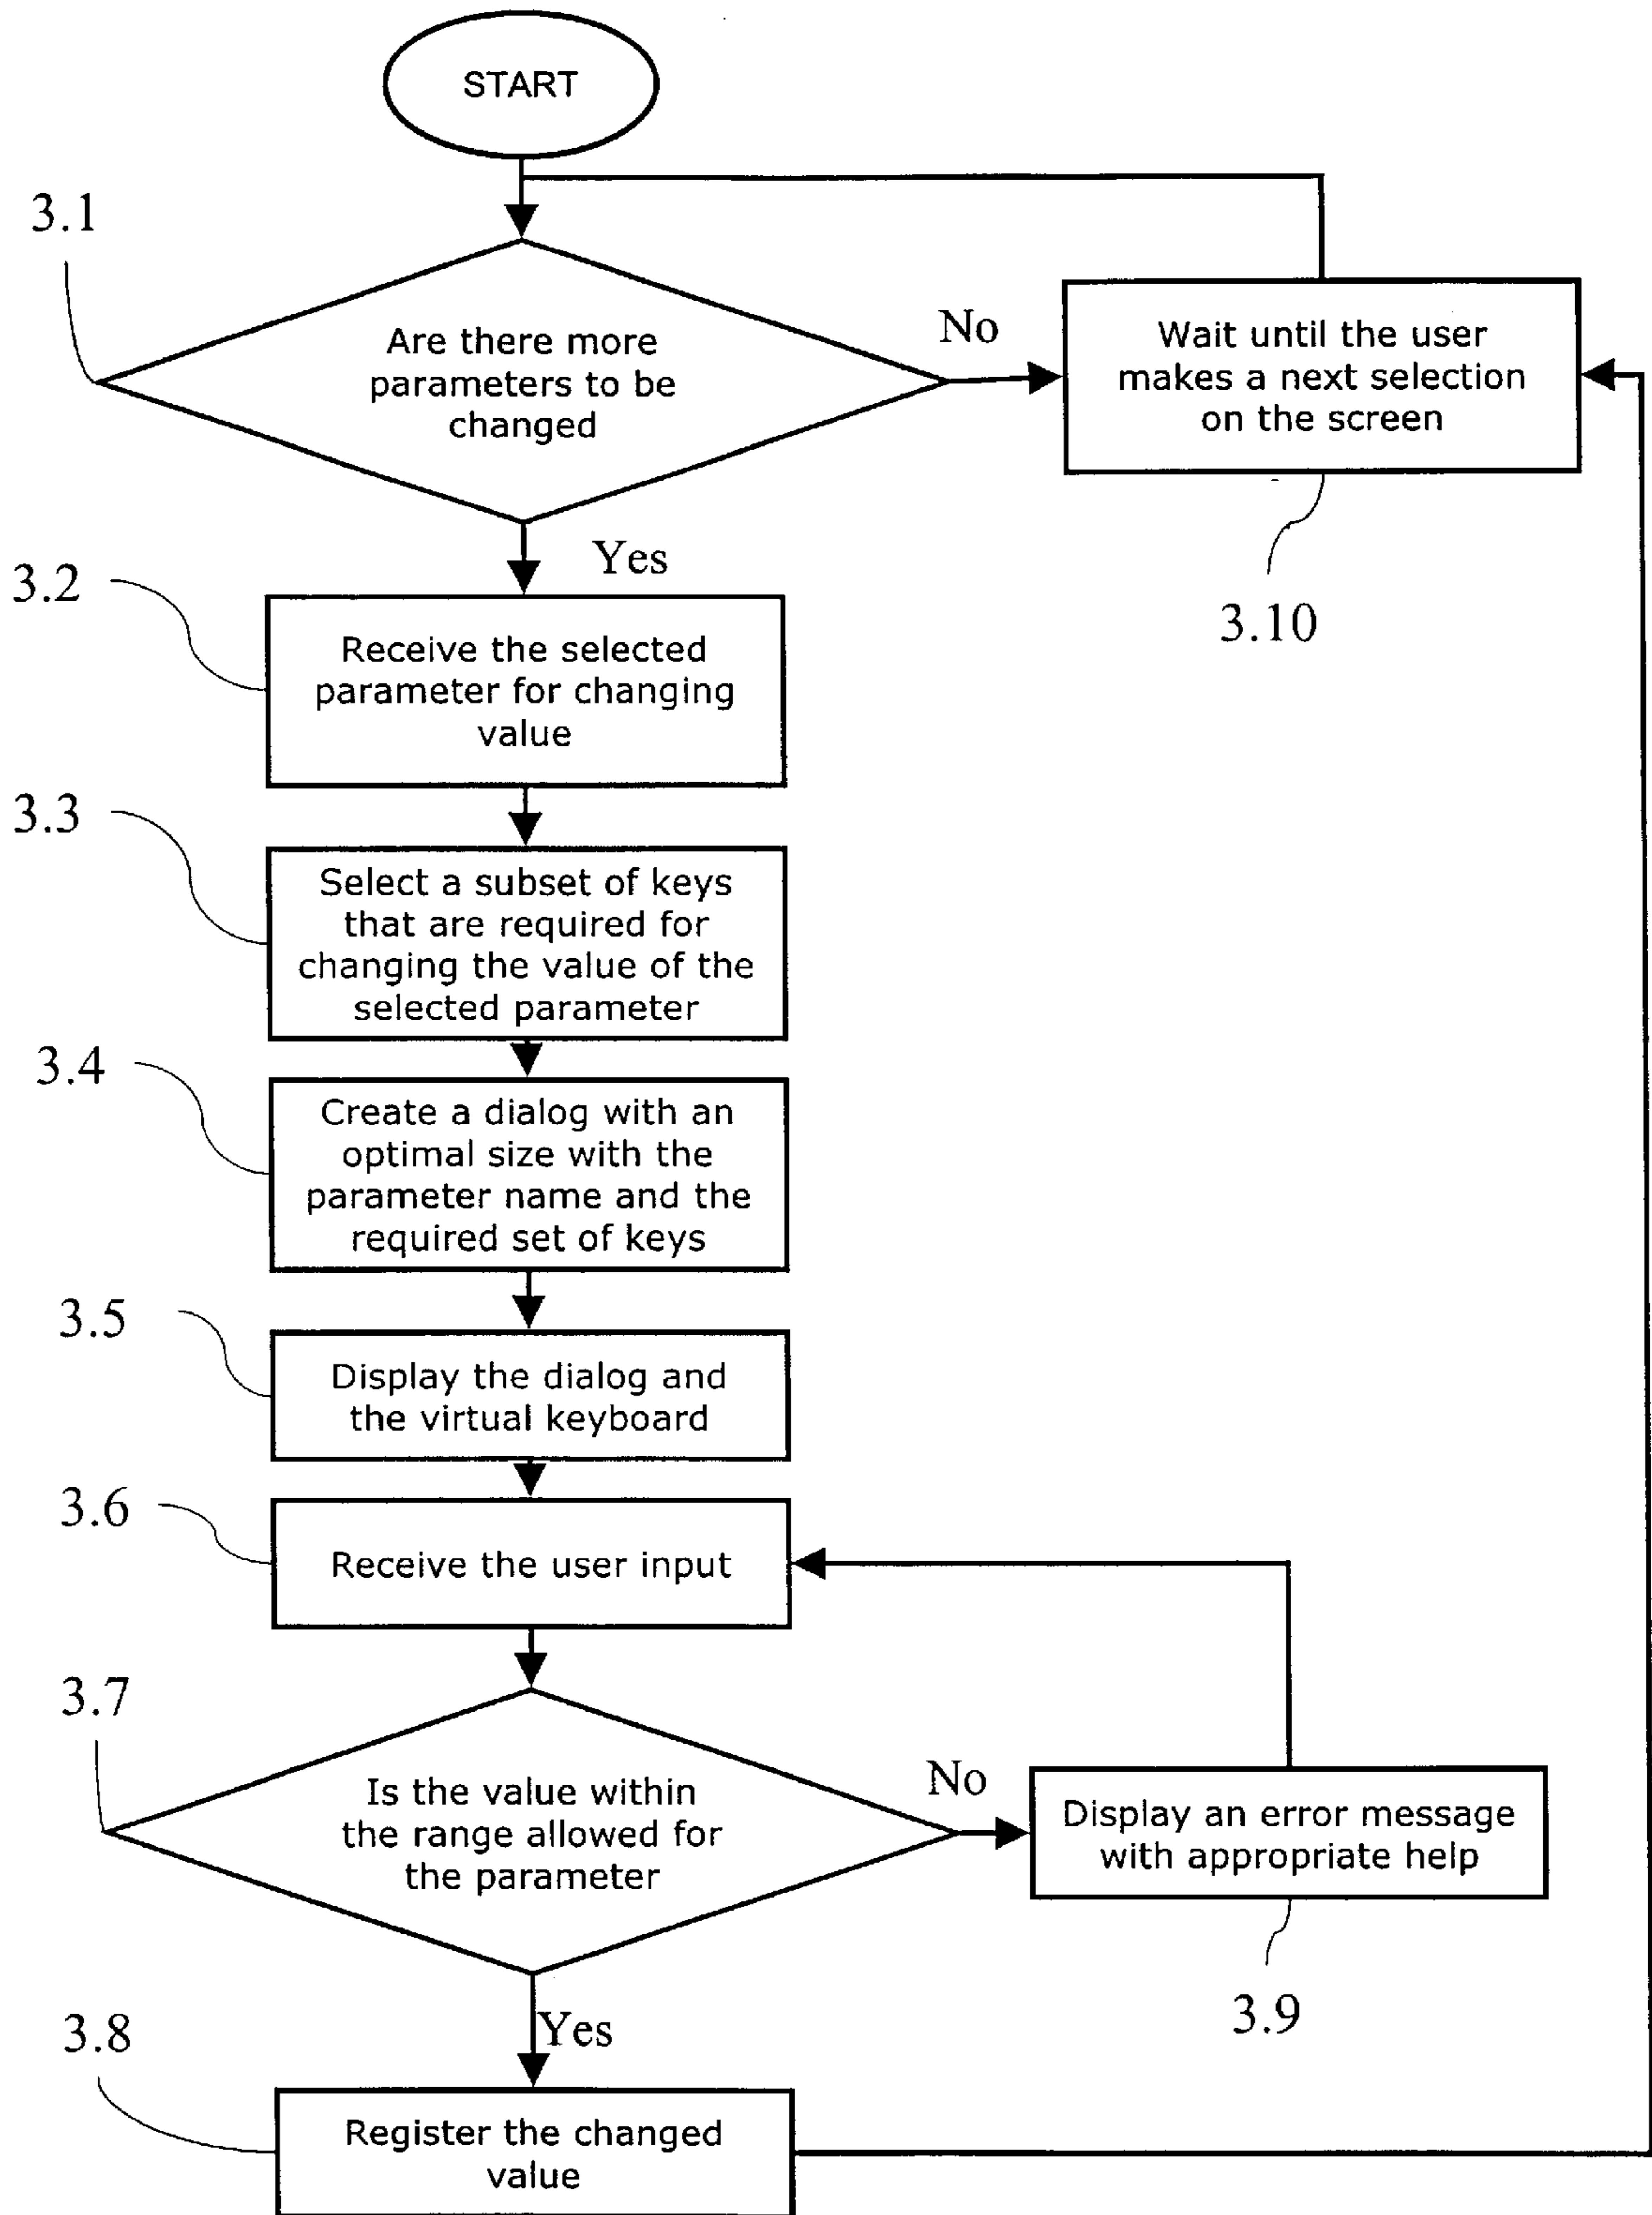 START
3.1
Are there more
parameters to be
changed
No
Wait until the user
makes a next selection
on the screen
3.10
Yes
3.2
Receive the selected
parameter for changing
value
3.3
Select a subset of keys
that are required for
changing the value of the
selected parameter
3.4
Create a dialog with an
optimal size with the
parameter name and the
required set of keys
3.5
Display the dialog and
the virtual keyboard
3.6
Receive the user input
3.7
Is the value within
the range allowed for
the parameter
No
Display an error message
with appropriate help
3.9
Yes
3.8
Register the changed
value